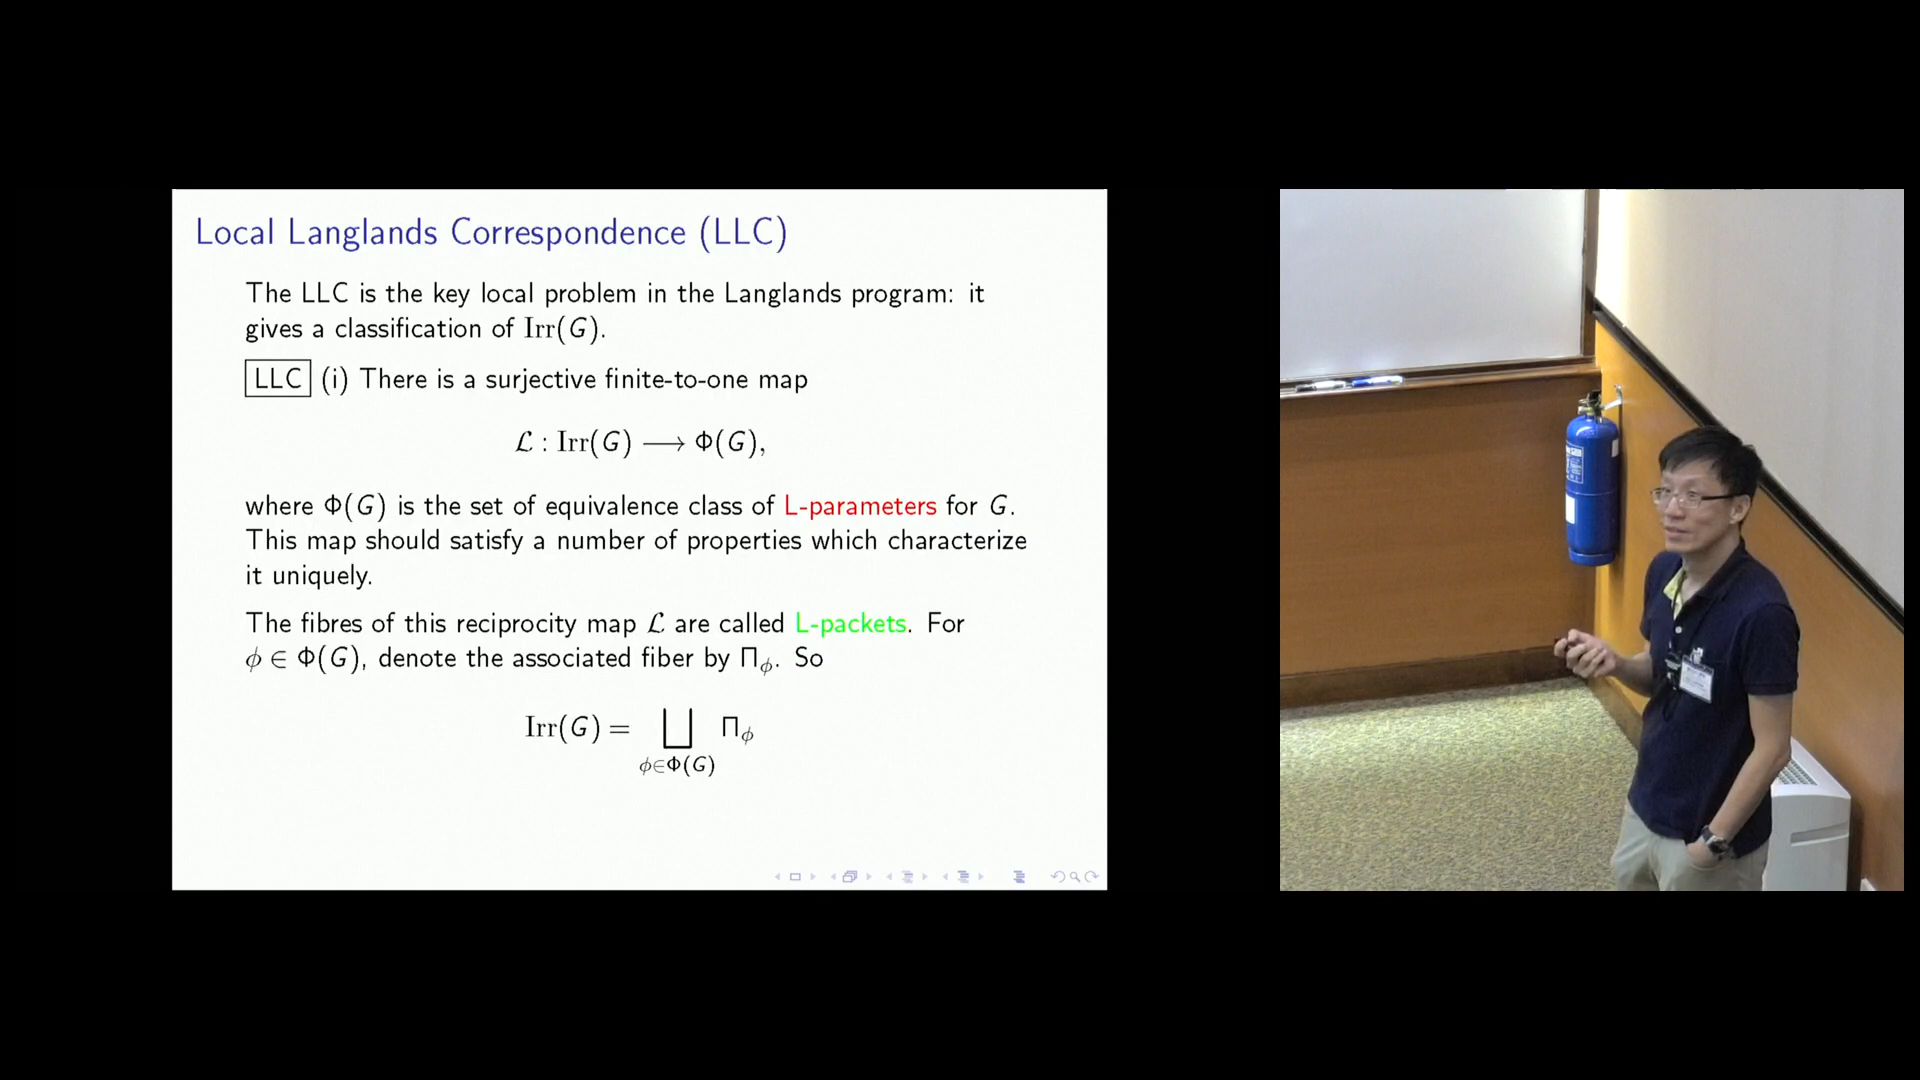 Local Langlands Correspondence (LLC)
The LLC is the key local problem in the Langlands program: it
gives a classification of Irr(G).
LLC (i) There is a surjective finite-to-one map
ℒ : Irr(G) ⟶ Φ(G),
where Φ(G) is the set of equivalence class of L-parameters for G.
This map should satisfy a number of properties which characterize
it uniquely.
The fibres of this reciprocity map ℒ are called L-packets. For
ϕ ∈ Φ(G), denote the associated fiber by Π_ϕ. So
Irr(G) = ⨆ Π_ϕ
ϕ∈Φ(G)